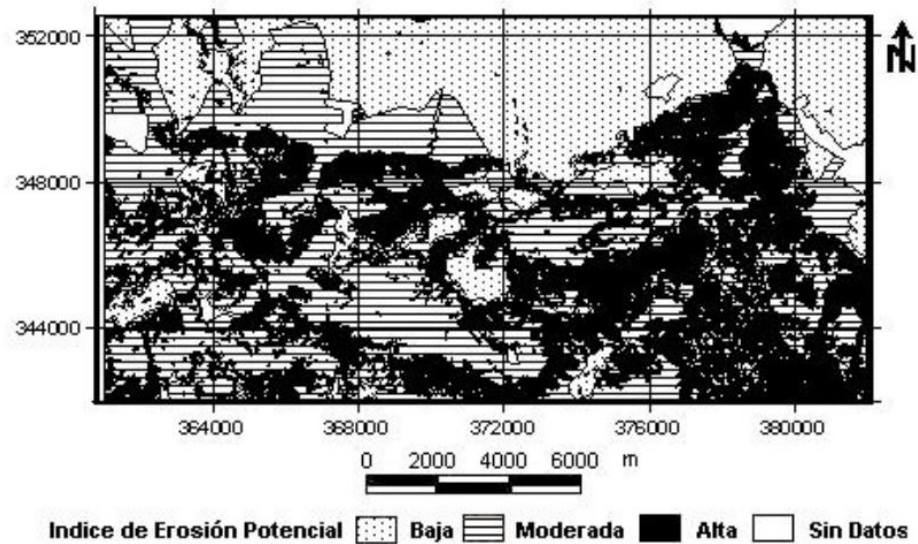 352000
N
348000
344000
364000 368000 372000 376000 380000
0 2000 4000 6000 m
Indice de Erosión Potencial Baja Moderada Alta Sin Datos